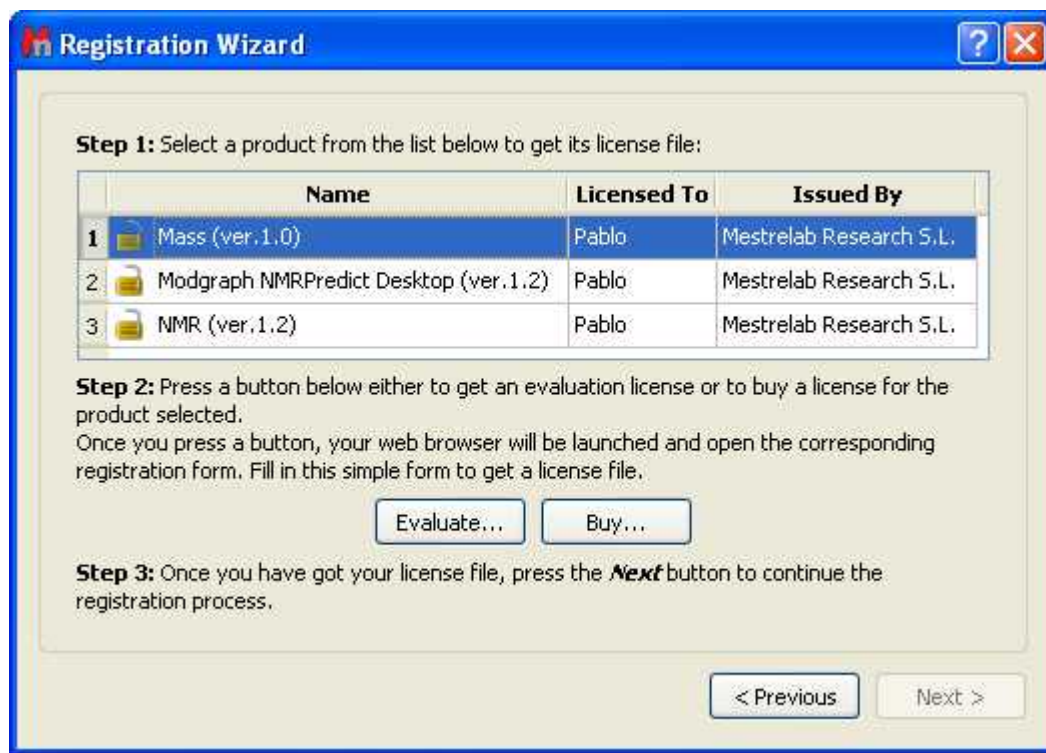 Registration Wizard
Step 1: Select a product from the list below to get its license file:
Name Licensed To Issued By
1 Mass (ver.1.0) Pablo Mestrelab Research S.L.
2 Modgraph NMRPredict Desktop (ver.1.2) Pablo Mestrelab Research S.L.
3 NMR (ver.1.2) Pablo Mestrelab Research S.L.
Step 2: Press a button below either to get an evaluation license or to buy a license for the
product selected.
Once you press a button, your web browser will be launched and open the corresponding
registration form. Fill in this simple form to get a license file.
Evaluate... Buy...
Step 3: Once you have got your license file, press the Next button to continue the
registration process.
< Previous Next >